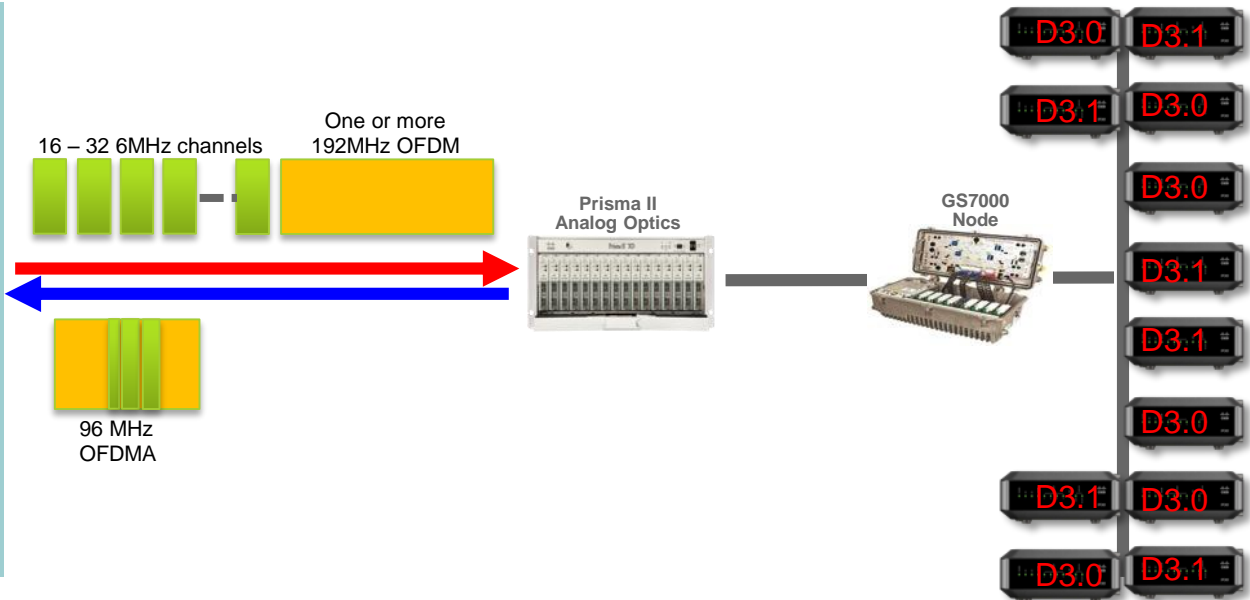 D3.0 D3.1
D3.1 D3.0
One or more
192MHz OFDM
16 – 32 6MHz channels
D3.0
Prisma II
Analog Optics
GS7000
Node
D3.1
D3.1
96 MHz
OFDMA
D3.0
D3.1 D3.0
D3.0 D3.1